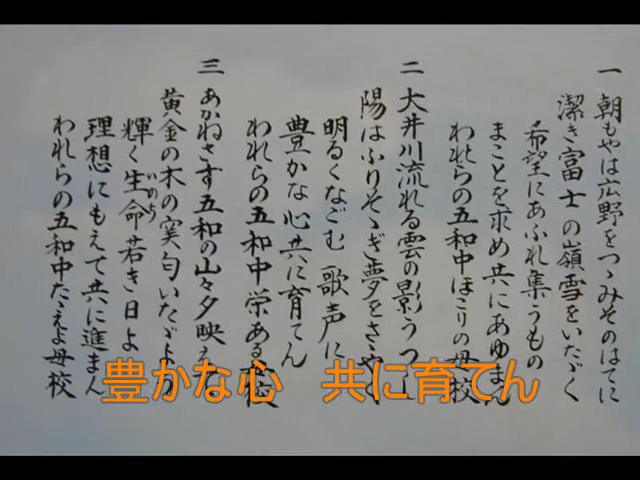 一 朝もやは広野をつゝみそのはてに
潔き富士の嶺雪をいたゞく
希望にあふれ集うもの
まことを求め共にあゆまん
われらの五和中ほこりの母校
二 大井川流れる雲の影うつし
陽はふりそゝぎ夢をさ
明るくなごむ 歌声に
豊かな心共に育てん
われらの五和中栄ある母校
三 あかねさす五和の山々夕映
黄金の木の実匂いたゞよ
輝く生命若き日よ
いのち
理想にもえて共に進まん
われらの五和中たゝえよ母校
豊かな心 共に育てん